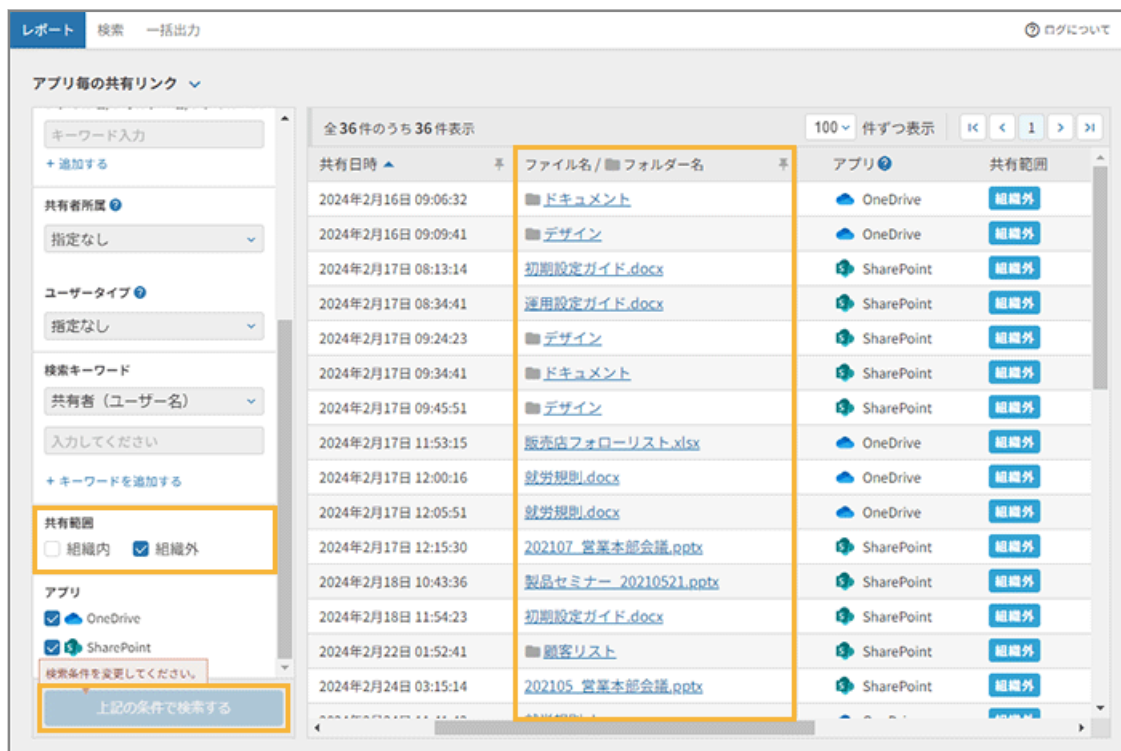 レポート 検索 一括出力 ログについて
アプリ毎の共有リンク
キーワード入力
+ 追加する
共有者所属
指定なし
ユーザータイプ
指定なし
検索キーワード
共有者（ユーザー名）
入力してください
+ キーワードを追加する
共有範囲
組織内 組織外
アプリ
OneDrive
SharePoint
検索条件を変更してください。
上記の条件で検索する
全36件のうち36件表示 100 件ずつ表示 1
共有日時 ファイル名 / フォルダー名 アプリ 共有範囲
2024年2月16日 09:06:32 ドキュメント OneDrive 組織外
2024年2月16日 09:09:41 デザイン OneDrive 組織外
2024年2月17日 08:13:14 初期設定ガイド.docx SharePoint 組織外
2024年2月17日 08:34:41 運用設定ガイド.docx SharePoint 組織外
2024年2月17日 09:24:23 デザイン SharePoint 組織外
2024年2月17日 09:34:41 ドキュメント SharePoint 組織外
2024年2月17日 09:45:51 デザイン SharePoint 組織外
2024年2月17日 11:53:15 販売店フォローリスト.xlsx OneDrive 組織外
2024年2月17日 12:00:16 就労規則.docx OneDrive 組織外
2024年2月17日 12:05:51 就労規則.docx OneDrive 組織外
2024年2月17日 12:15:30 202107_営業本部会議.pptx SharePoint 組織外
2024年2月18日 10:43:36 製品セミナー_20210521.pptx SharePoint 組織外
2024年2月18日 11:54:23 初期設定ガイド.docx SharePoint 組織外
2024年2月22日 01:52:41 顧客リスト SharePoint 組織外
2024年2月24日 03:15:14 202105_営業本部会議.pptx SharePoint 組織外